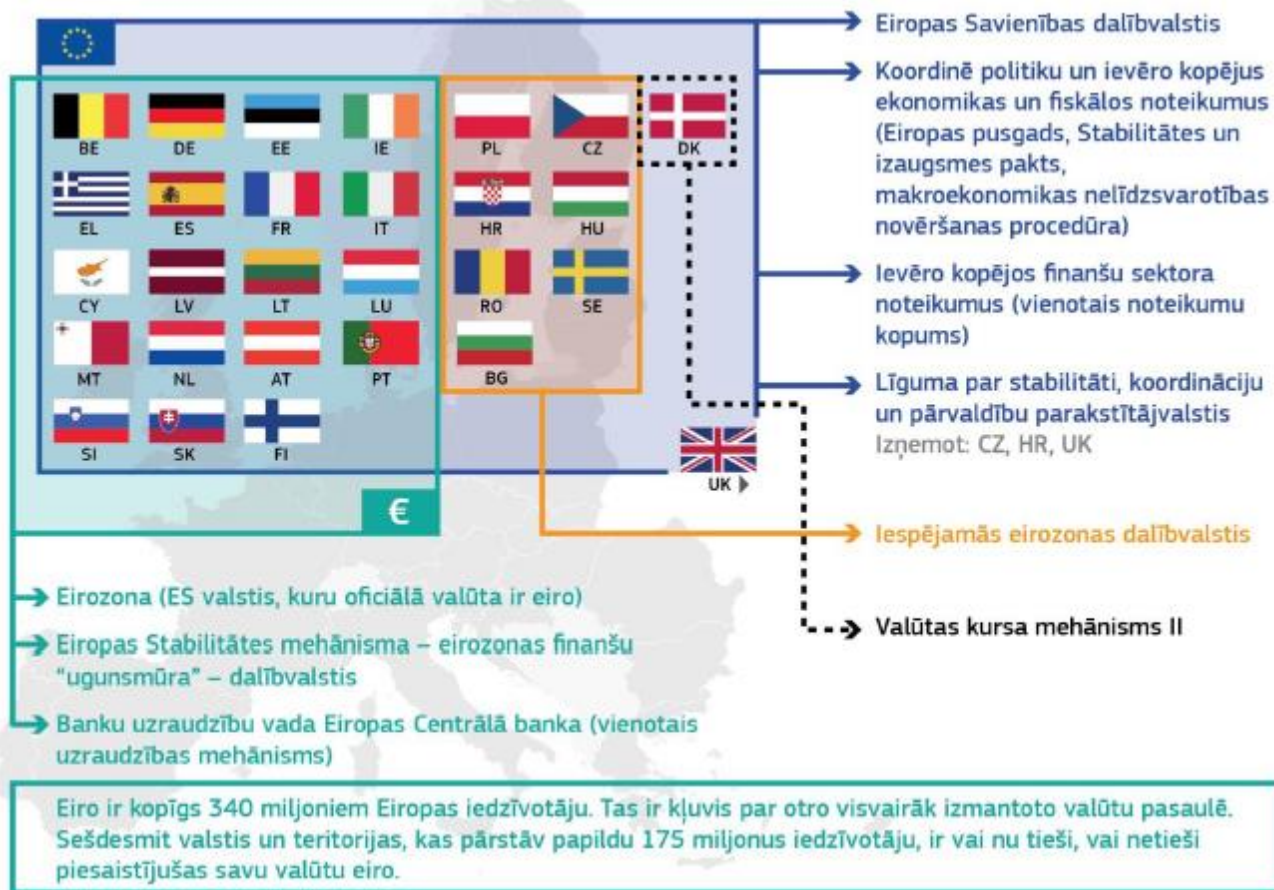 Eiropas Savienības dalībvalstis
Koordinē politiku un ievēro kopējus
ekonomikas un fiskālos noteikumus
(Eiropas pusgads, Stabilitātes un
izaugsmes pakts,
makroekonomikas nelīdzsvarotības
novēršanas procedūra)
Ievēro kopējos finanšu sektora
noteikumus (vienotais noteikumu
kopums)
Līguma par stabilitāti, koordināciju
un pārvaldību parakstītājvalstis
Izņemot: CZ, HR, UK
BE DE EE IE PL CZ DK
EL ES FR IT HR HU
CY LV LT LU RO SE
MT NL AT PT BG
SI SK FI
UK
€
Iespējamās eirozonas dalībvalstis
Valūtas kursa mehānisms II
Eirozona (ES valstis, kuru oficiālā valūta ir eiro)
Eiropas Stabilitātes mehānisma – eirozonas finanšu
“ugunsmūra” – dalībvalstis
Banku uzraudzību vada Eiropas Centrālā banka (vienotais
uzraudzības mehānisms)
Eiro ir kopīgs 340 miljoniem Eiropas iedzīvotāju. Tas ir kļuvis par otro visvairāk izmantoto valūtu pasaulē.
Sešdesmit valstis un teritorijas, kas pārstāv papildu 175 miljonus iedzīvotāju, ir vai nu tieši, vai netieši
piesaistījušas savu valūtu eiro.